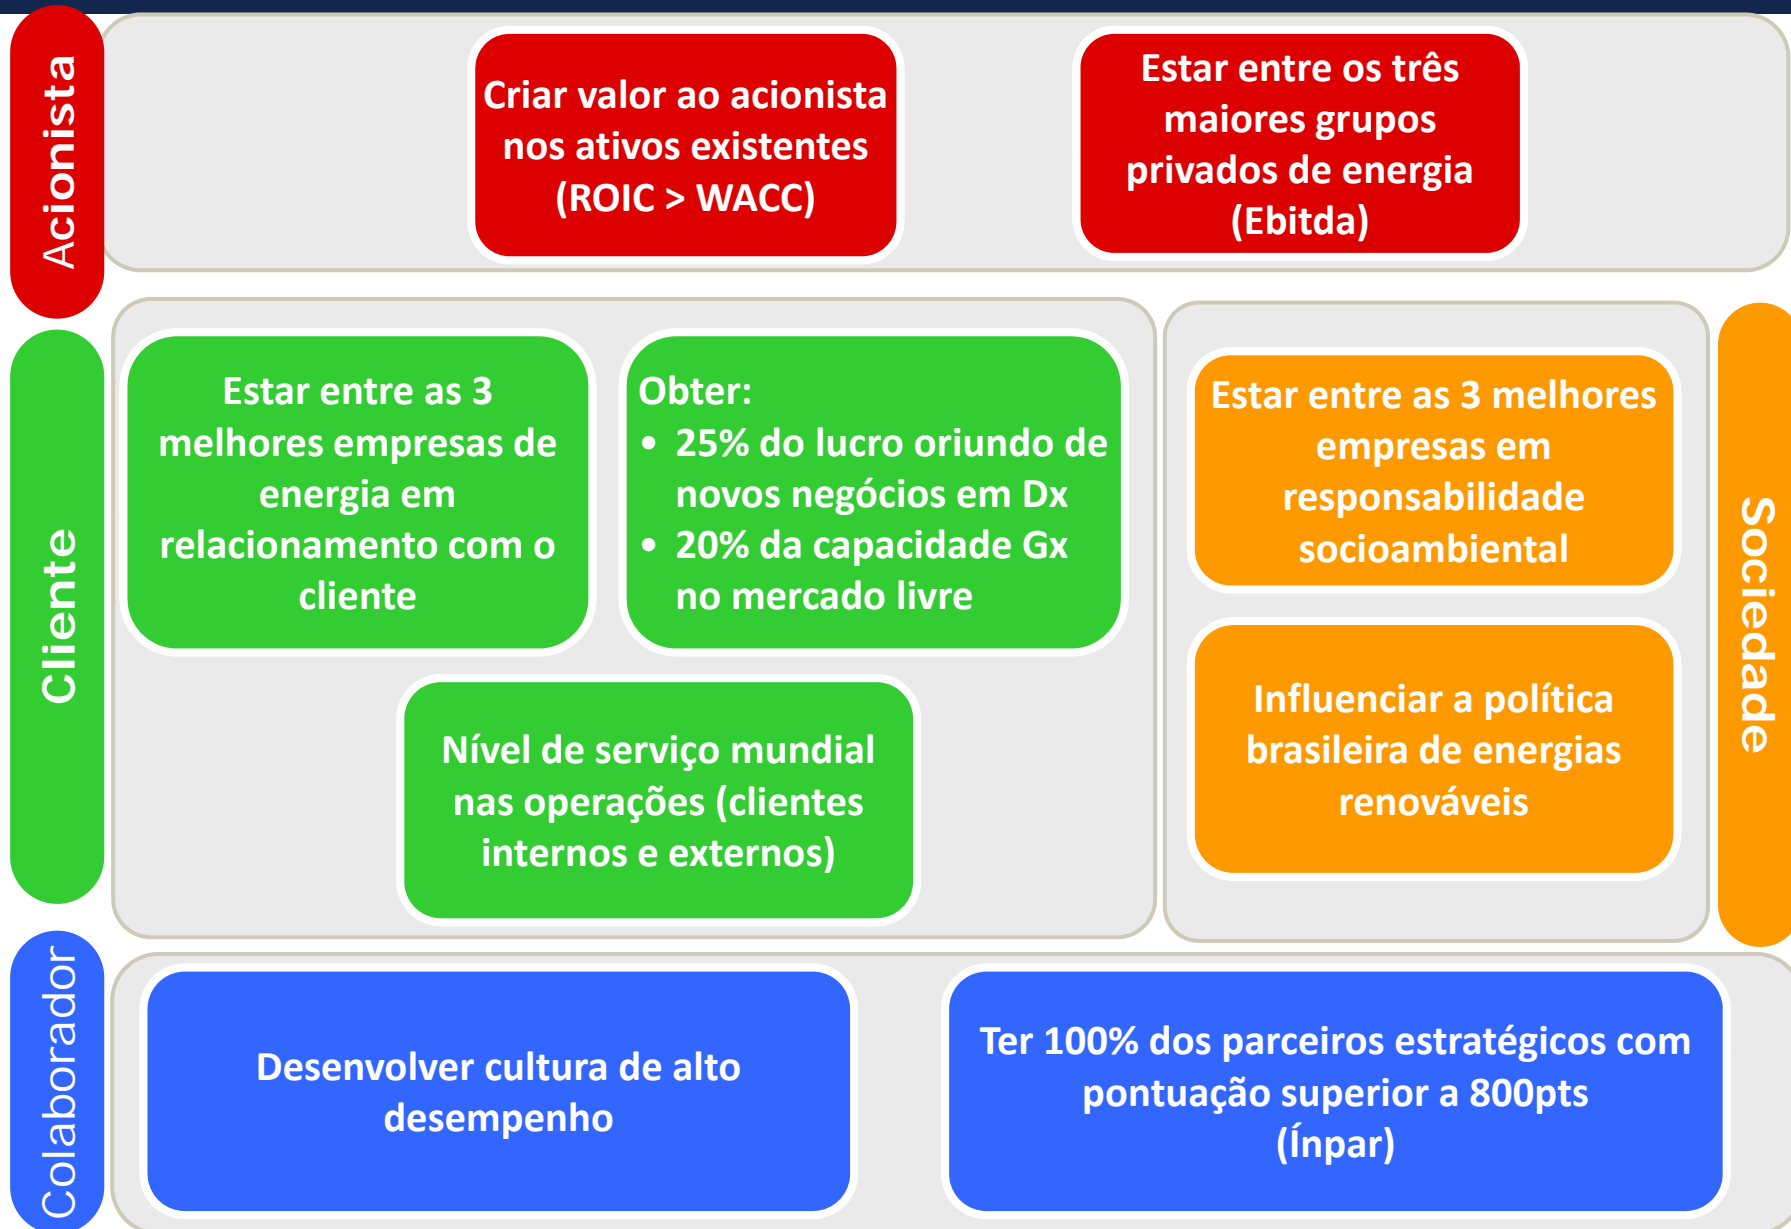 Acionista
Criar valor ao acionista
nos ativos existentes
(ROIC > WACC)
Estar entre os três
maiores grupos
privados de energia
(Ebitda)
Cliente
Estar entre as 3
melhores empresas de
energia em
relacionamento com o
cliente
Obter:
• 25% do lucro oriundo de
novos negócios em Dx
• 20% da capacidade Gx
no mercado livre
Nível de serviço mundial
nas operações (clientes
internos e externos)
Estar entre as 3 melhores
empresas em
responsabilidade
socioambiental
Influenciar a política
brasileira de energias
renováveis
Sociedade
Colaborador
Desenvolver cultura de alto
desempenho
Ter 100% dos parceiros estratégicos com
pontuação superior a 800pts
(Ínpar)